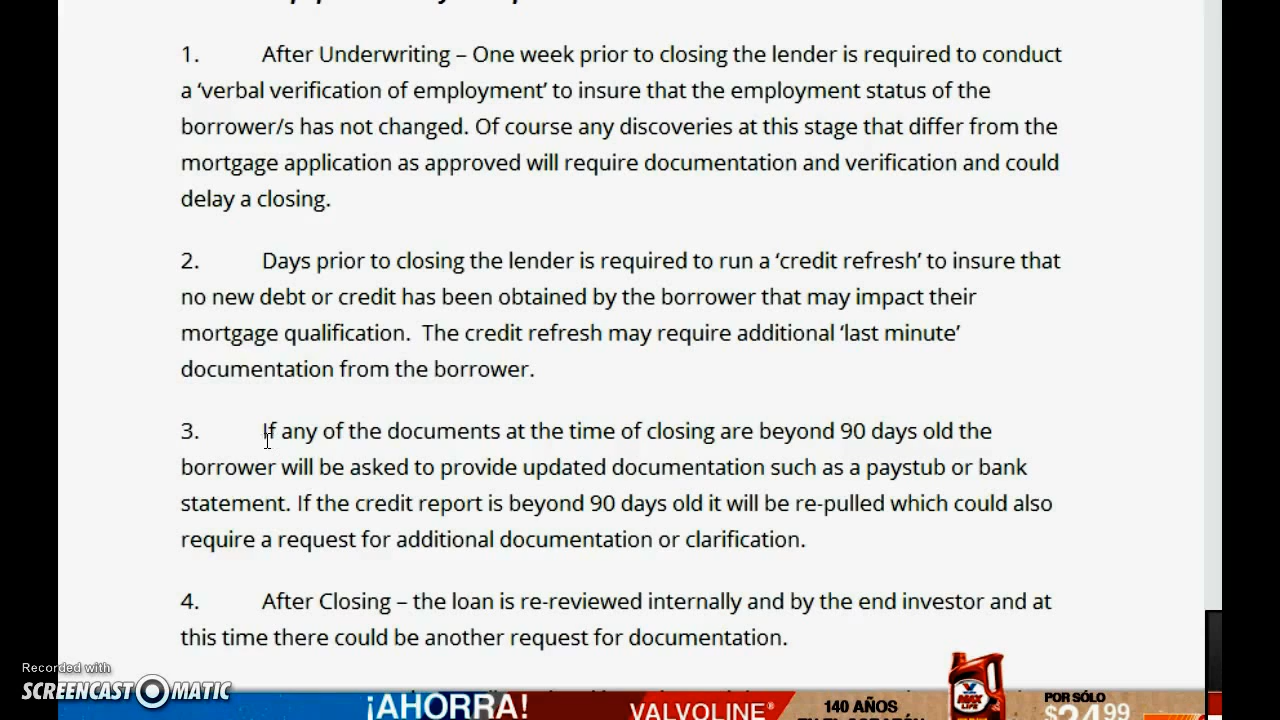 1. After Underwriting – One week prior to closing the lender is required to conduct
a ‘verbal verification of employment’ to insure that the employment status of the
borrower/s has not changed. Of course any discoveries at this stage that differ from the
mortgage application as approved will require documentation and verification and could
delay a closing.
2. Days prior to closing the lender is required to run a ‘credit refresh’ to insure that
no new debt or credit has been obtained by the borrower that may impact their
mortgage qualification.  The credit refresh may require additional ‘last minute’
documentation from the borrower.
3. If any of the documents at the time of closing are beyond 90 days old the
borrower will be asked to provide updated documentation such as a paystub or bank
statement. If the credit report is beyond 90 days old it will be re-pulled which could also
require a request for additional documentation or clarification.
4. After Closing – the loan is re-reviewed internally and by the end investor and at
this time there could be another request for documentation.
Recorded with
SCREENCAST MATIC
¡AHORRA!
VALVOLINE®
140 AÑOS
MAX
LIFE
POR SÓLO